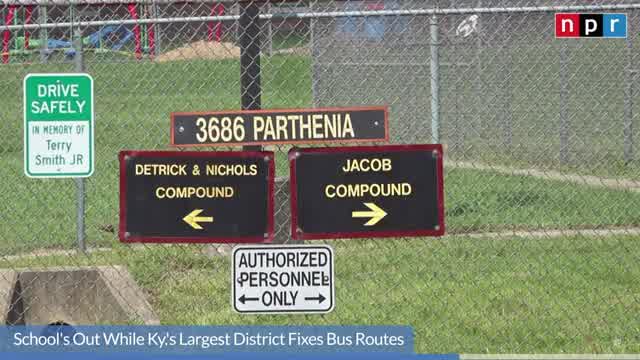 npr
DRIVE
SAFELY
IN MEMORY OF
Terry
Smith JR
3686 PARTHENIA
DETRICK & NICHOLS
COMPOUND
JACOB
COMPOUND
AUTHORIZED
PERSONNEL
ONLY
School's Out While Ky.'s Largest District Fixes Bus Routes